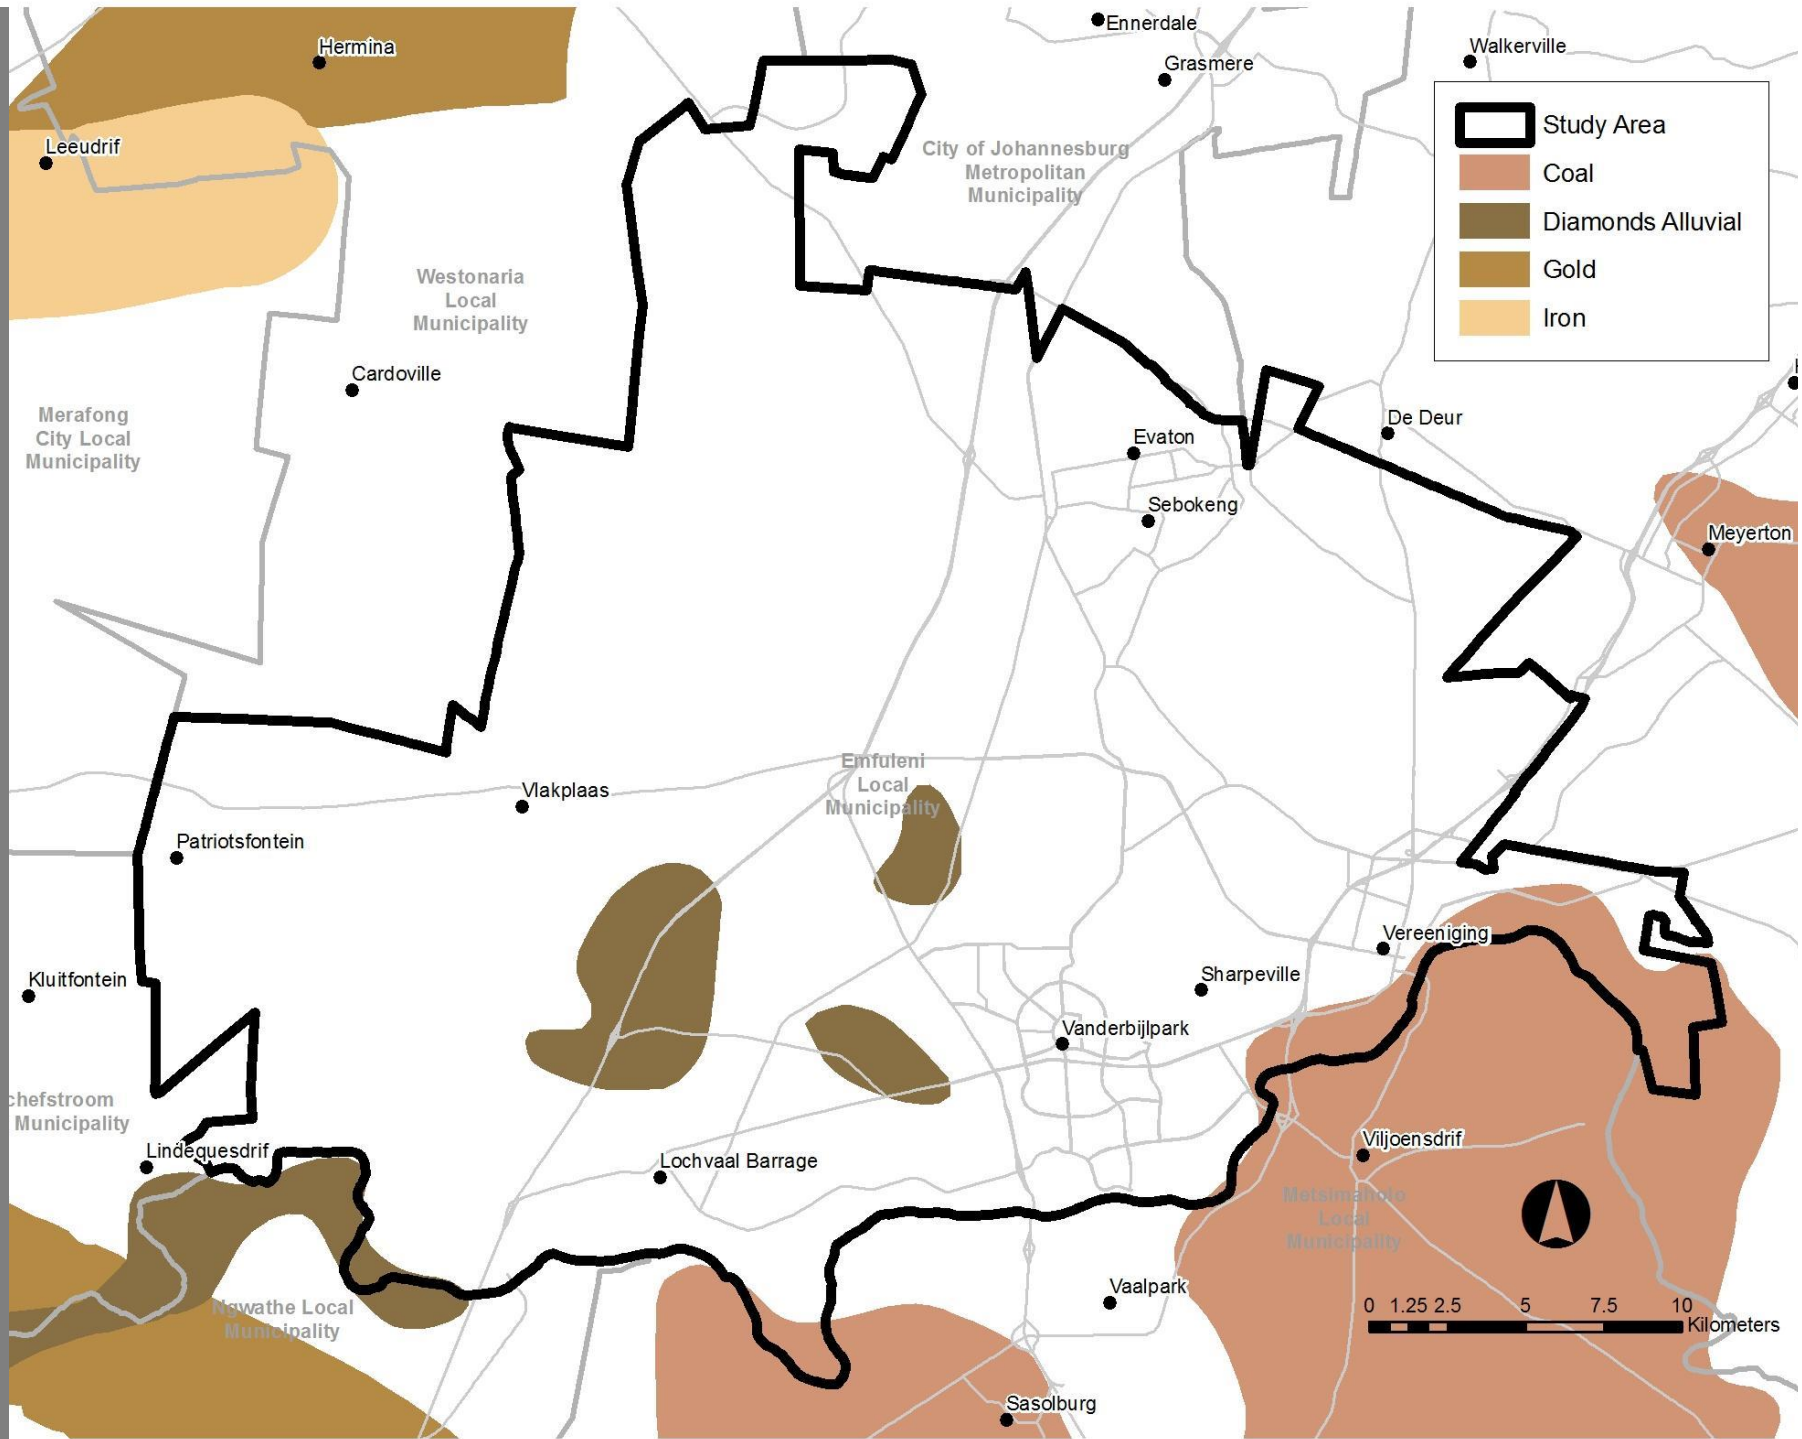 Ennerdale
Hermina
Walkerville
Grasmere
Study Area
Coal
Diamonds Alluvial
Gold
Iron
Leeudrif
City of Johannesburg
Metropolitan
Municipality
Westonaria
Local
Municipality
Cardoville
Merafong
City Local
Municipality
De Deur
Evaton
Sebokeng
Meyerton
Emfuleni
Local
Municipality
Vlakplaas
Patriotsfontein
Vereeniging
Kluitfontein
Sharpeville
Vanderbijlpark
chefstroom
Municipality
Lindequesdrif
Viljoensdrif
Lochvaal Barrage
Metsimaholo
Local
Municipality
Vaalpark
Ngwathe Local
Municipality
0 1.25 2.5 5 7.5 10
Kilometers
Sasolburg